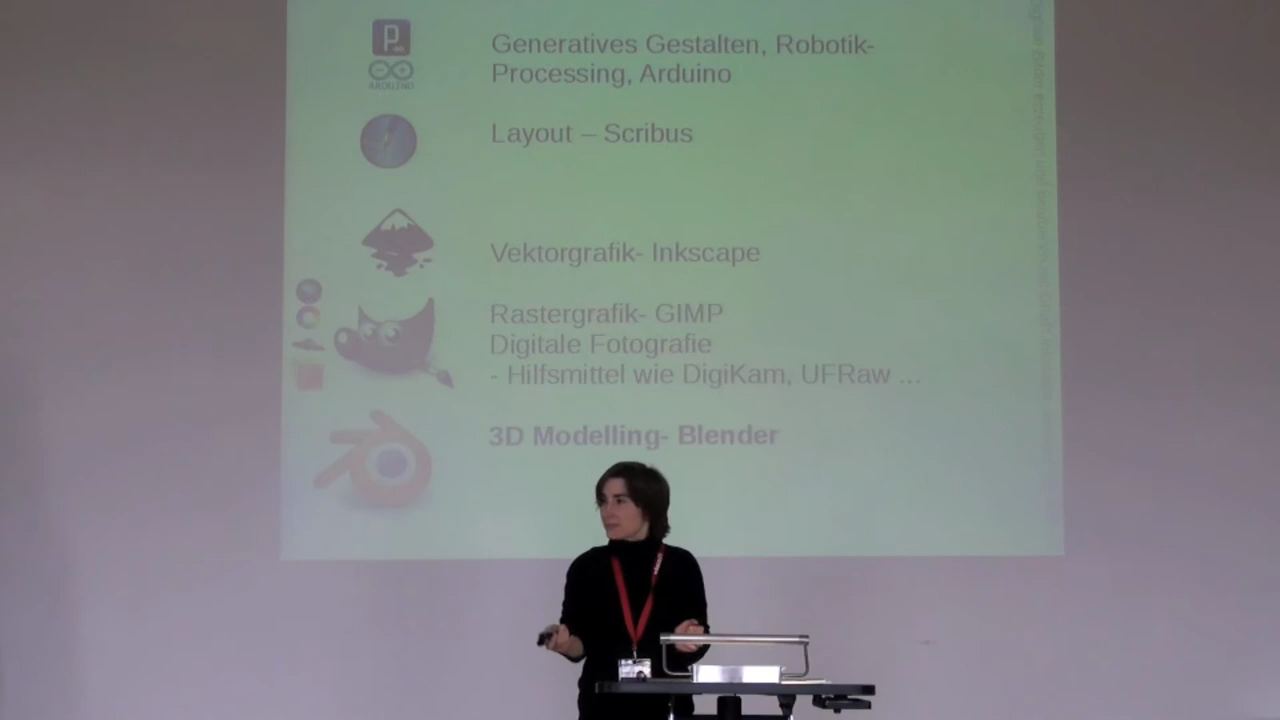 P
Generatives Gestalten, Robotik-
Processing, Arduino
Layout – Scribus
Vektorgrafik- Inkscape
Rastergrafik- GIMP
Digitale Fotografie
- Hilfsmittel wie DigiKam, UFRaw ...
3D Modelling- Blender